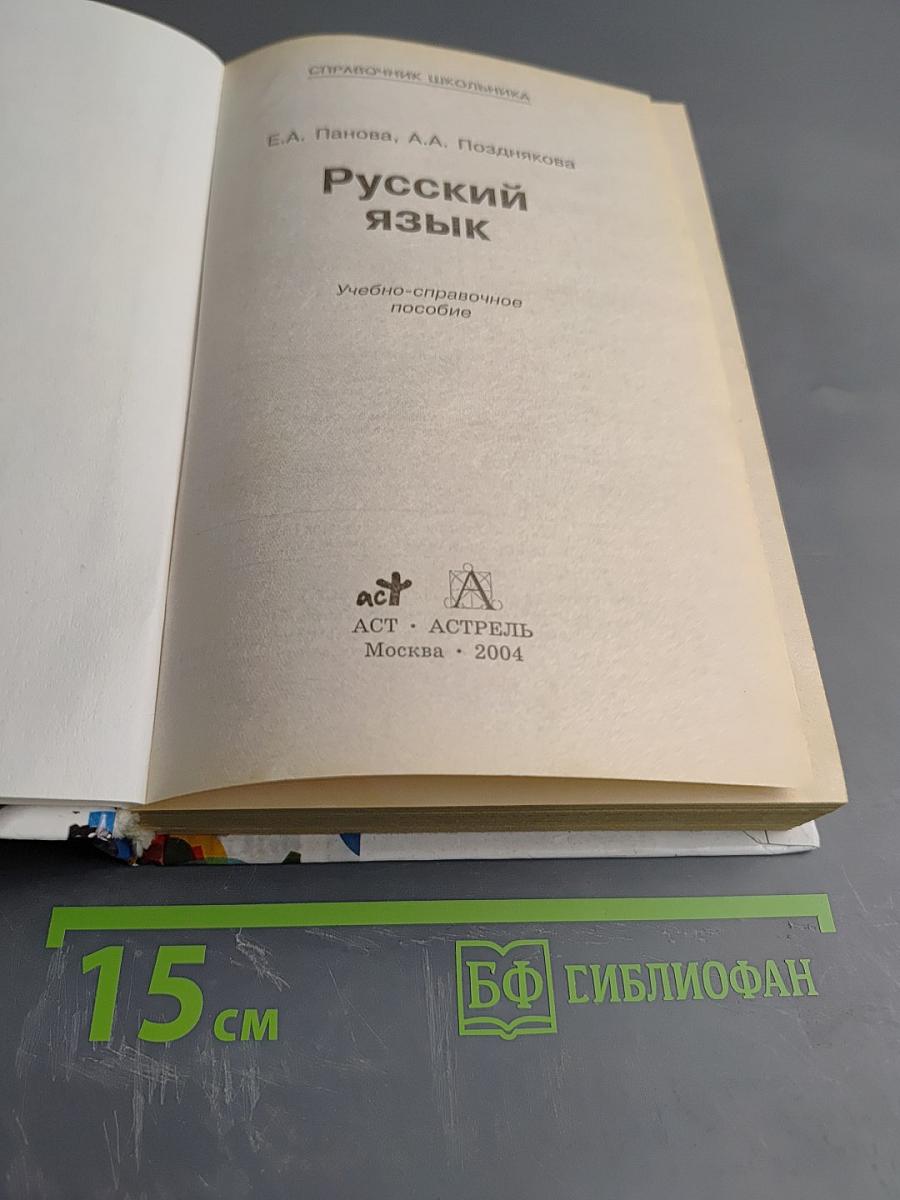 СПРАВОЧНИК ШКОЛЬНИКА
Е.А. Панова, А.А. Позднякова
Русский
язык
Учебно-справочное
пособие
аст А
АСТ · АСТРЕЛЬ
Москва · 2004
15 см
БФ БИБЛИОФАН